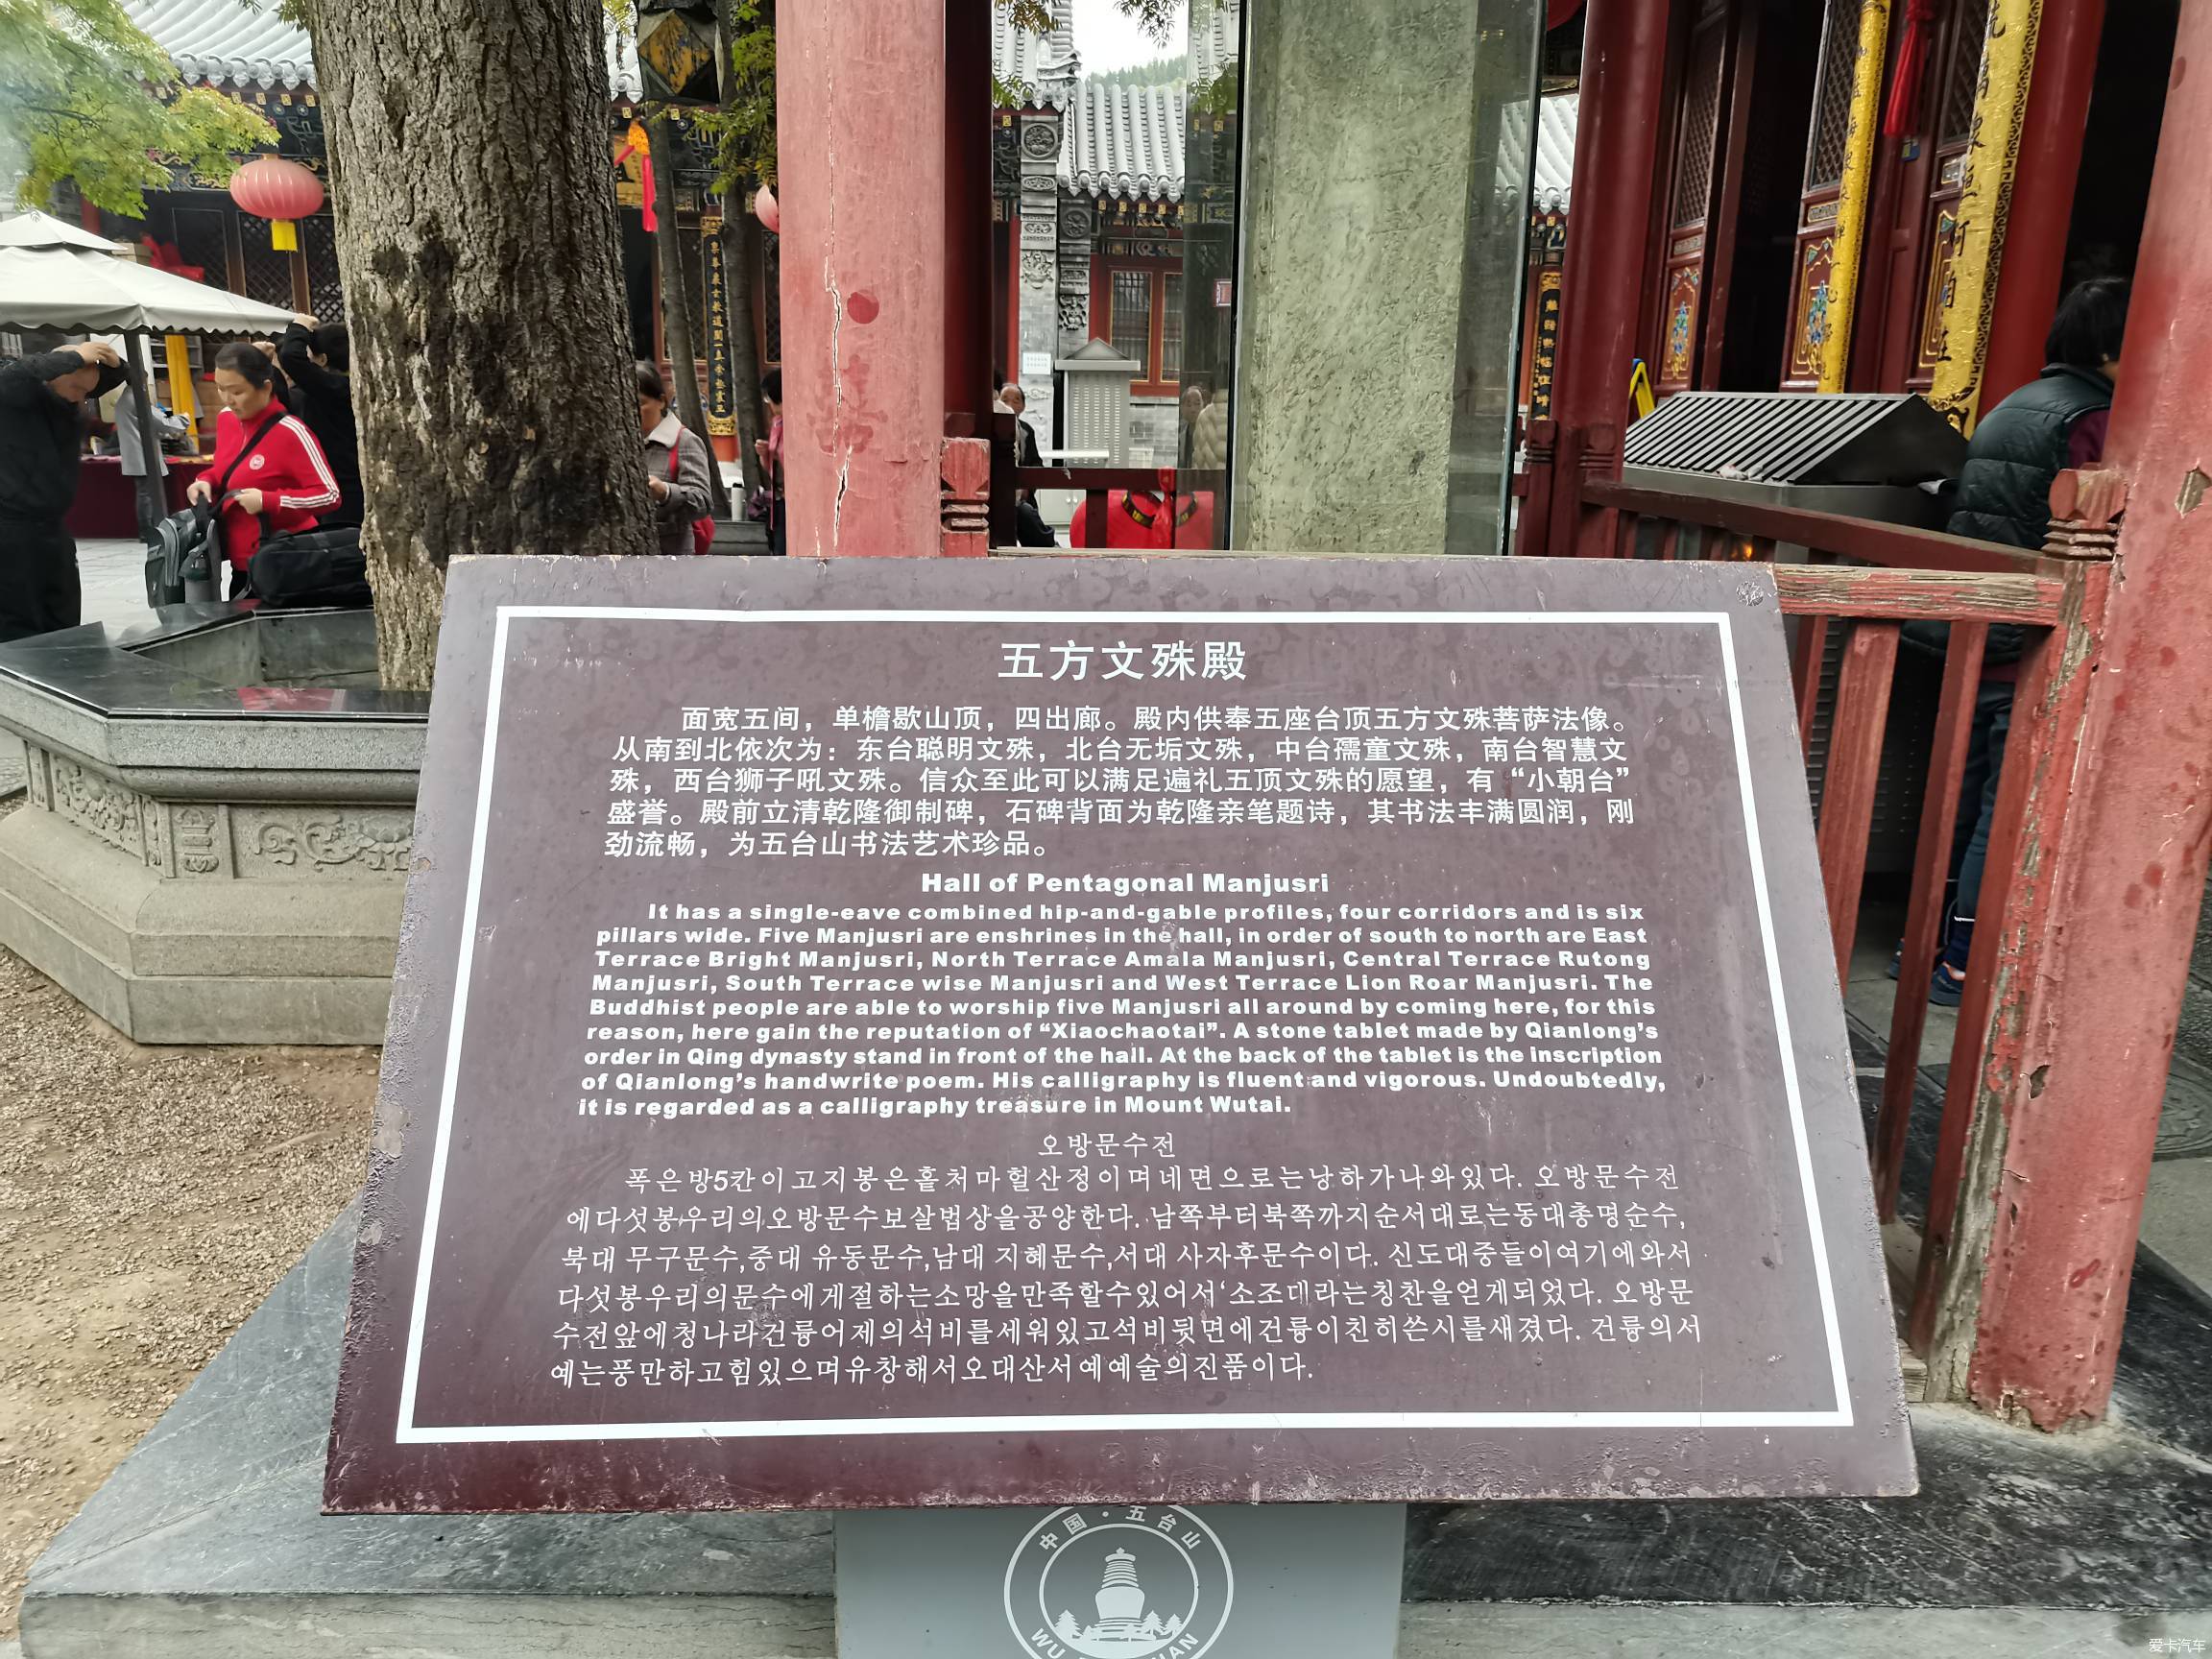 五方文殊殿
面宽五间，单檐歇山顶，四出廊。殿内供奉五座台顶五方文殊菩萨法像。
从南到北依次为：东台聪明文殊，北台无垢文殊，中台孺童文殊，南台智慧文
殊，西台狮子吼文殊。信众至此可以满足遍礼五顶文殊的愿望，有“小朝台”
盛誉。殿前立清乾隆御制碑，石碑背面为乾隆亲笔题诗，其书法丰满圆润，刚
劲流畅，为五台山书法艺术珍品。
Hall of Pentagonal Manjusri
It has a single-eave combined hip-and-gable profiles, four corridors and is six
pillars wide. Five Manjusri are enshrines in the hall, in order of south to north are East
Terrace Bright Manjusri, North Terrace Amala Manjusri, Central Terrace Rutong
Manjusri, South Terrace wise Manjusri and West Terrace Lion Roar Manjusri. The
Buddhist people are able to worship five Manjusri all around by coming here, for this
reason, here gain the reputation of “Xiaochaotai”. A stone tablet made by Qianlong’s
order in Qing dynasty stand in front of the hall. At the back of the tablet is the inscription
of Qianlong’s handwrite poem. His calligraphy is fluent and vigorous. Undoubtedly,
it is regarded as a calligraphy treasure in Mount Wutai.
오방문수전
폭은방5칸이고지봉은홑처마헐산정이며네면으로는낭하가나와있다. 오방문수전
에다섯봉우리의오방문수보살법상을공양한다. 남쪽부터북쪽까지순서대로는동대총명순수,
북대 무구문수,중대 유동문수,남대 지혜문수,서대 사자후문수이다. 신도대중들이여기에와서
다섯봉우리의문수에게절하는소망을만족할수있어서‘소조대라는칭찬을얻게되었다. 오방문
수전앞에청나라건륭어제의석비를세워있고석비뒷면에건륭이친히쓴시를새겼다. 건륭의서
예는풍만하고힘있으며유창해서오대산서예예술의진품이다.
中国·五台山
WU
爱卡汽车